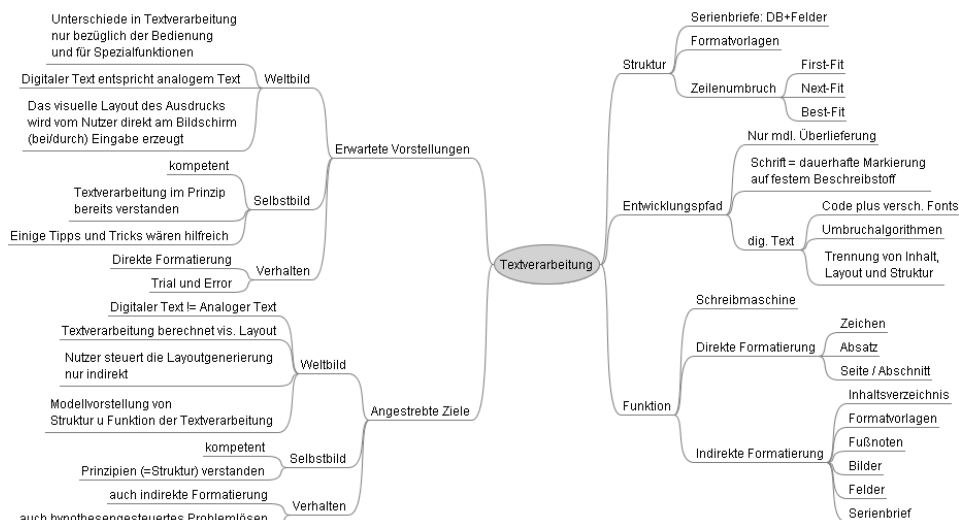 Unterschiede in Textverarbeitung
nur bezüglich der Bedienung
und für Spezialfunktionen
Digitaler Text entspricht analogem Text
Das visuelle Layout des Ausdrucks
wird vom Nutzer direkt am Bildschirm
(bei/durch) Eingabe erzeugt
Weltbild
kompetent
Textverarbeitung im Prinzip
bereits verstanden
Einige Tipps und Tricks wären hilfreich
Selbstbild
Direkte Formatierung
Trial und Error
Verhalten
Erwartete Vorstellungen
Digitaler Text != Analoger Text
Textverarbeitung berechnet vis. Layout
Nutzer steuert die Layoutgenerierung
nur indirekt
Modellvorstellung von
Struktur u Funktion der Textverarbeitung
Weltbild
kompetent
Prinzipien (=Struktur) verstanden
Selbstbild
auch indirekte Formatierung
auch hypothesengesteuertes Problemlösen
Verhalten
Angestrebte Ziele
Textverarbeitung
Struktur
Serienbriefe: DB+Felder
Formatvorlagen
Zeilenumbruch
First-Fit
Next-Fit
Best-Fit
Entwicklungspfad
Nur mdl. Überlieferung
Schrift = dauerhafte Markierung
auf festem Beschreibstoff
dig. Text
Code plus versch. Fonts
Umbruchalgorithmen
Trennung von Inhalt,
Layout und Struktur
Funktion
Schreibmaschine
Direkte Formatierung
Zeichen
Absatz
Seite / Abschnitt
Indirekte Formatierung
Inhaltsverzeichnis
Formatvorlagen
Fußnoten
Bilder
Felder
Serienbrief